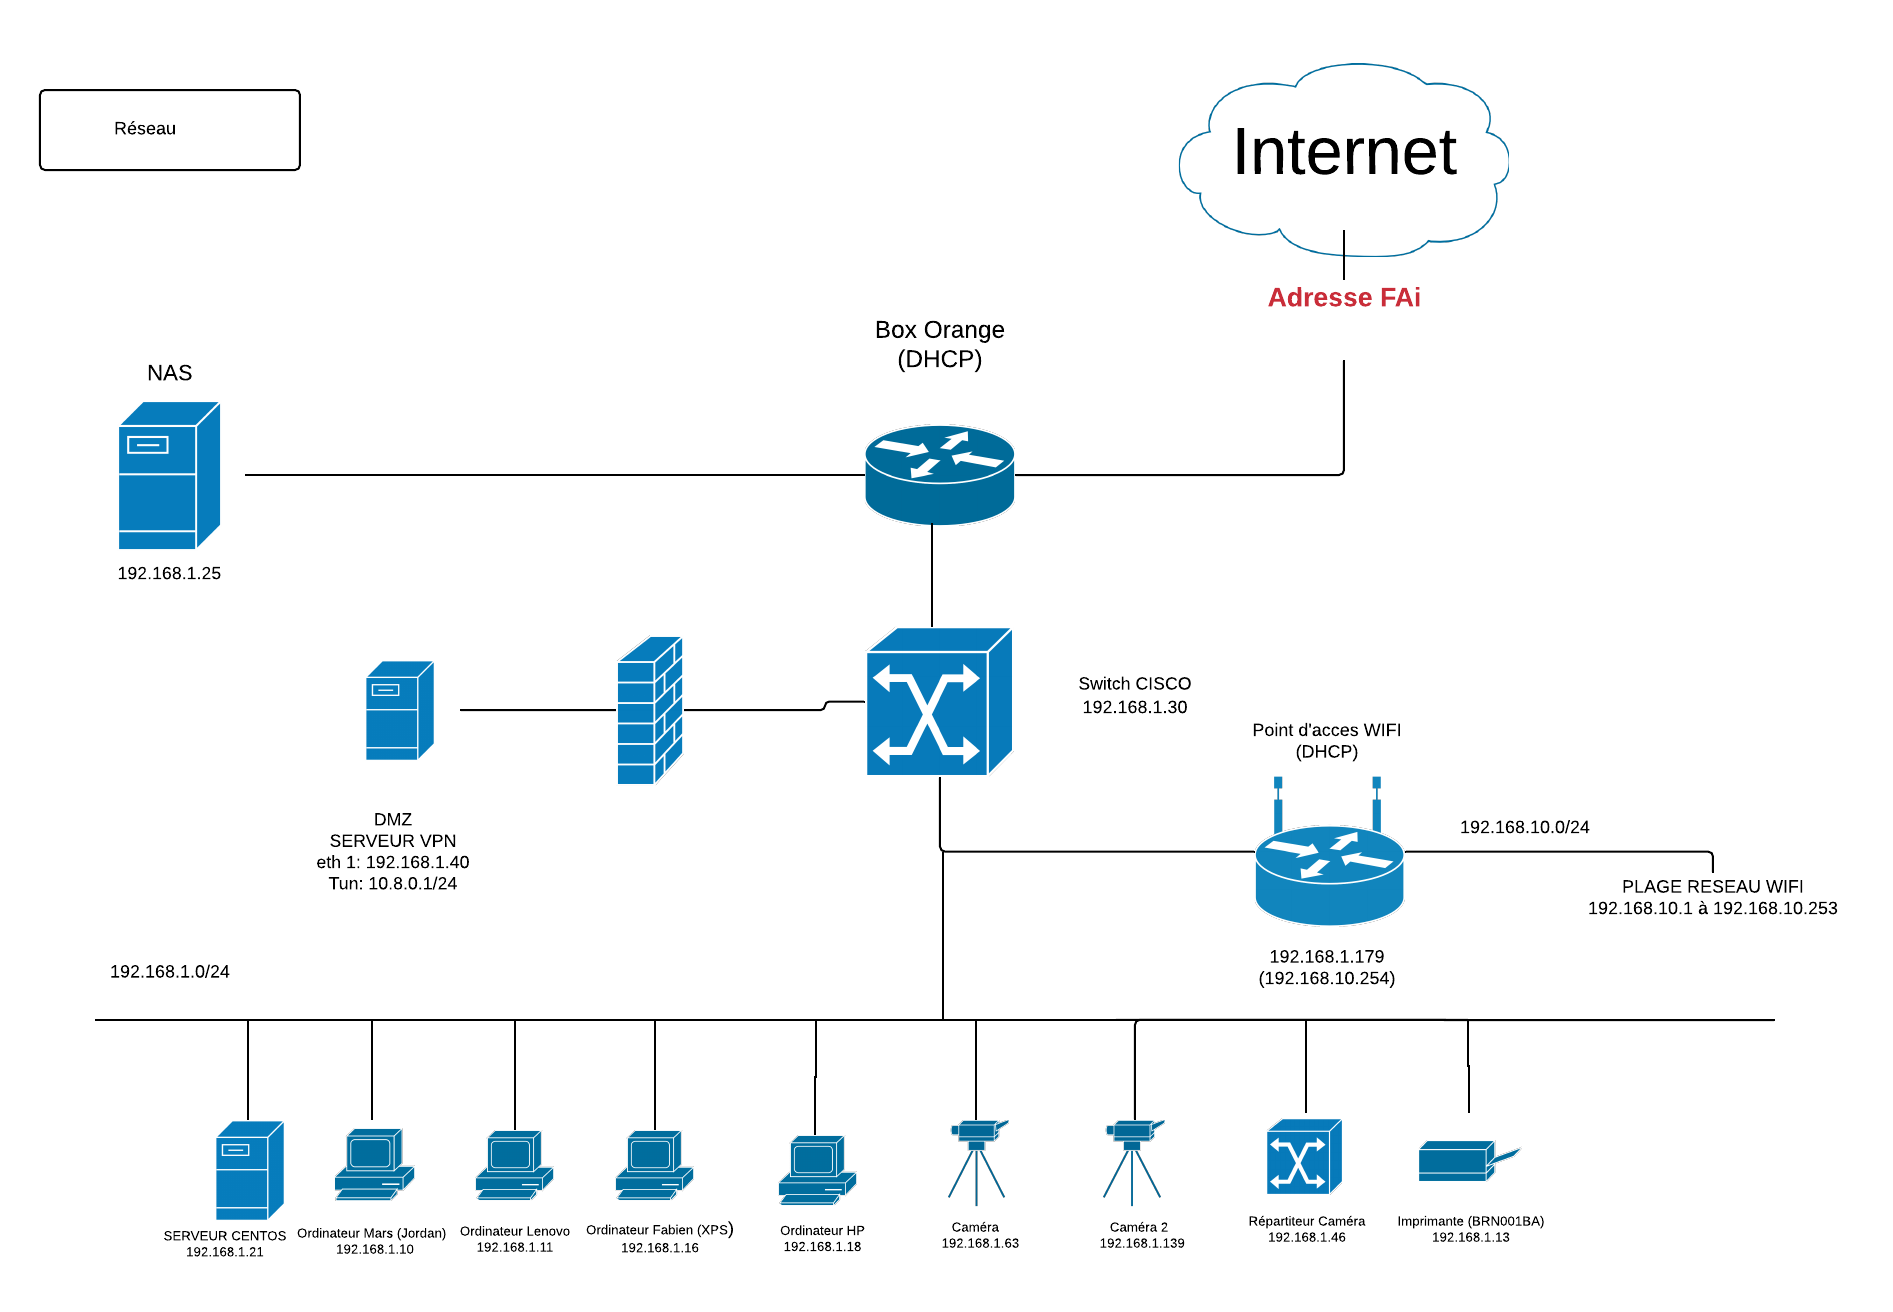 Réseau
Internet
Adresse FAi
Box Orange
(DHCP)
NAS
192.168.1.25
Switch CISCO
192.168.1.30
Point d'acces WIFI
(DHCP)
192.168.10.0/24
DMZ
SERVEUR VPN
eth 1: 192.168.1.40
Tun: 10.8.0.1/24
PLAGE RESEAU WIFI
192.168.10.1 à 192.168.10.253
192.168.1.179
(192.168.10.254)
192.168.1.0/24
SERVEUR CENTOS
192.168.1.21
Ordinateur Mars (Jordan)
192.168.1.10
Ordinateur Lenovo
192.168.1.11
Ordinateur Fabien (XPS)
192.168.1.16
Ordinateur HP
192.168.1.18
Caméra
192.168.1.63
Caméra 2
192.168.1.139
Répartiteur Caméra
192.168.1.46
Imprimante (BRN001BA)
192.168.1.13